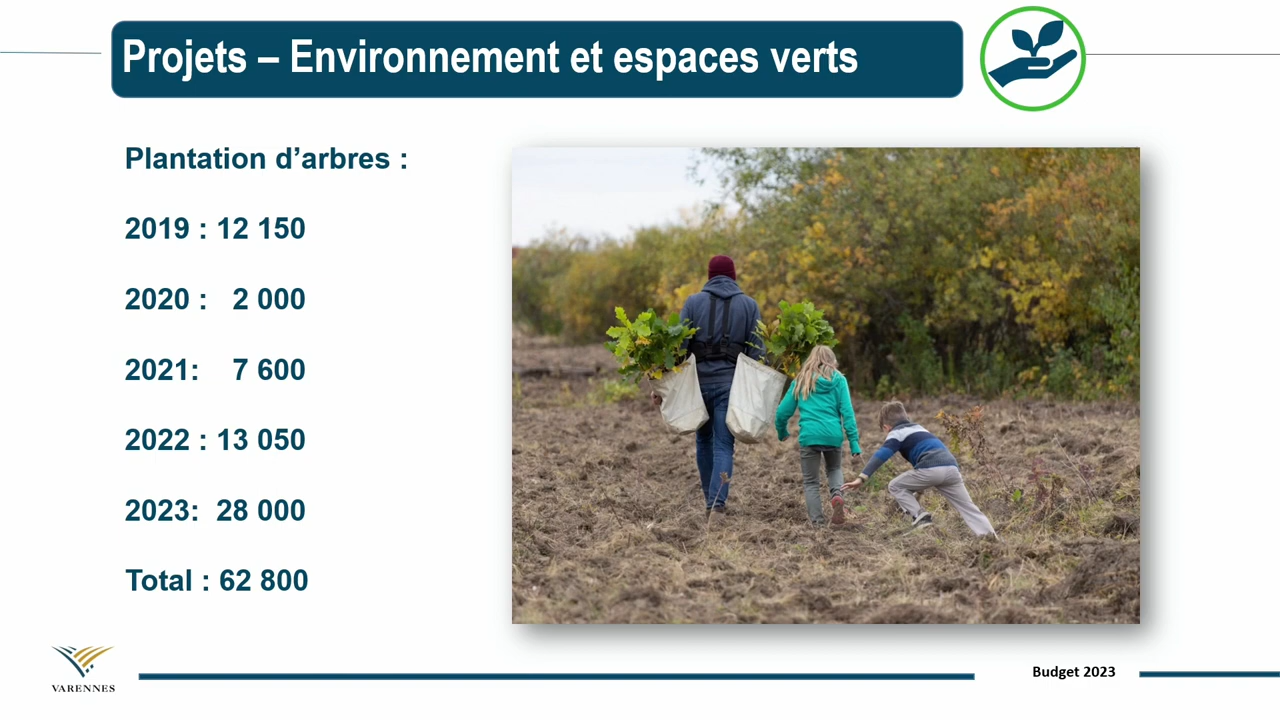 Projets – Environnement et espaces verts
Plantation d’arbres :
2019 : 12 150
2020 : 2 000
2021: 7 600
2022 : 13 050
2023: 28 000
Total : 62 800
VARENNES
Budget 2023